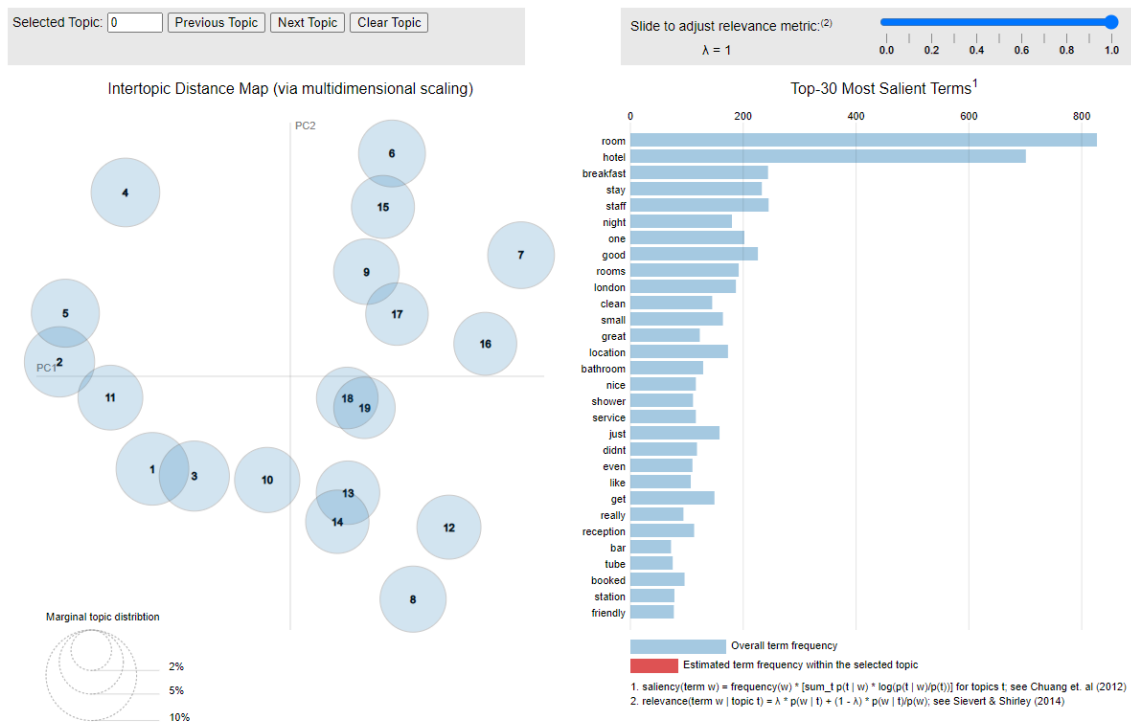 Selected Topic: 0 Previous Topic Next Topic Clear Topic
Slide to adjust relevance metric:(2)
λ = 1
0.0 0.2 0.4 0.6 0.8 1.0
Intertopic Distance Map (via multidimensional scaling)
PC2
PC1
6
4
15
7
9
5
17
16
2
11
18
19
1
3
10
13
14
12
8
Marginal topic distribtion
2%
5%
10%
Top-30 Most Salient Terms1
0 200 400 600 800
room
hotel
breakfast
stay
staff
night
one
good
rooms
london
clean
small
great
location
bathroom
nice
shower
service
just
didnt
even
like
get
really
reception
bar
tube
booked
station
friendly
Overall term frequency
Estimated term frequency within the selected topic
1. saliency(term w) = frequency(w) * [sum_t p(t | w) * log(p(t | w)/p(t))] for topics t; see Chuang et. al (2012)
2. relevance(term w | topic t) = λ * p(w | t) + (1 - λ) * p(w | t)/p(w); see Sievert & Shirley (2014)